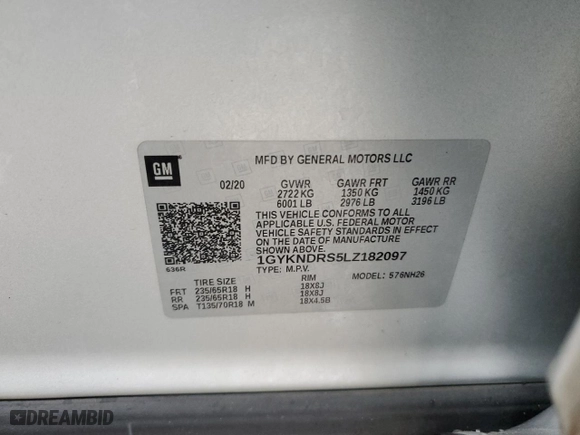 GM
MFD BY GENERAL MOTORS LLC
02/20 GVWR GAWR FRT GAWR RR
2722 KG 1350 KG 1450 KG
6001 LB 2976 LB 3196 LB
THIS VEHICLE CONFORMS TO ALL
APPLICABLE U.S. FEDERAL MOTOR
VEHICLE SAFETY STANDARDS IN EFFECT
ON THE DATE OF MANUFACTURE
SHOWN ABOVE.
1GYKNDRS5LZ182097
TYPE: M.P.V. MODEL: 576NH26
636R
TIRE SIZE RIM
FRT 235/65R18 H 18X8J
RR 235/65R18 H 18X8J
SPA T135/70R18 M 18X4.5B
DREAMBID